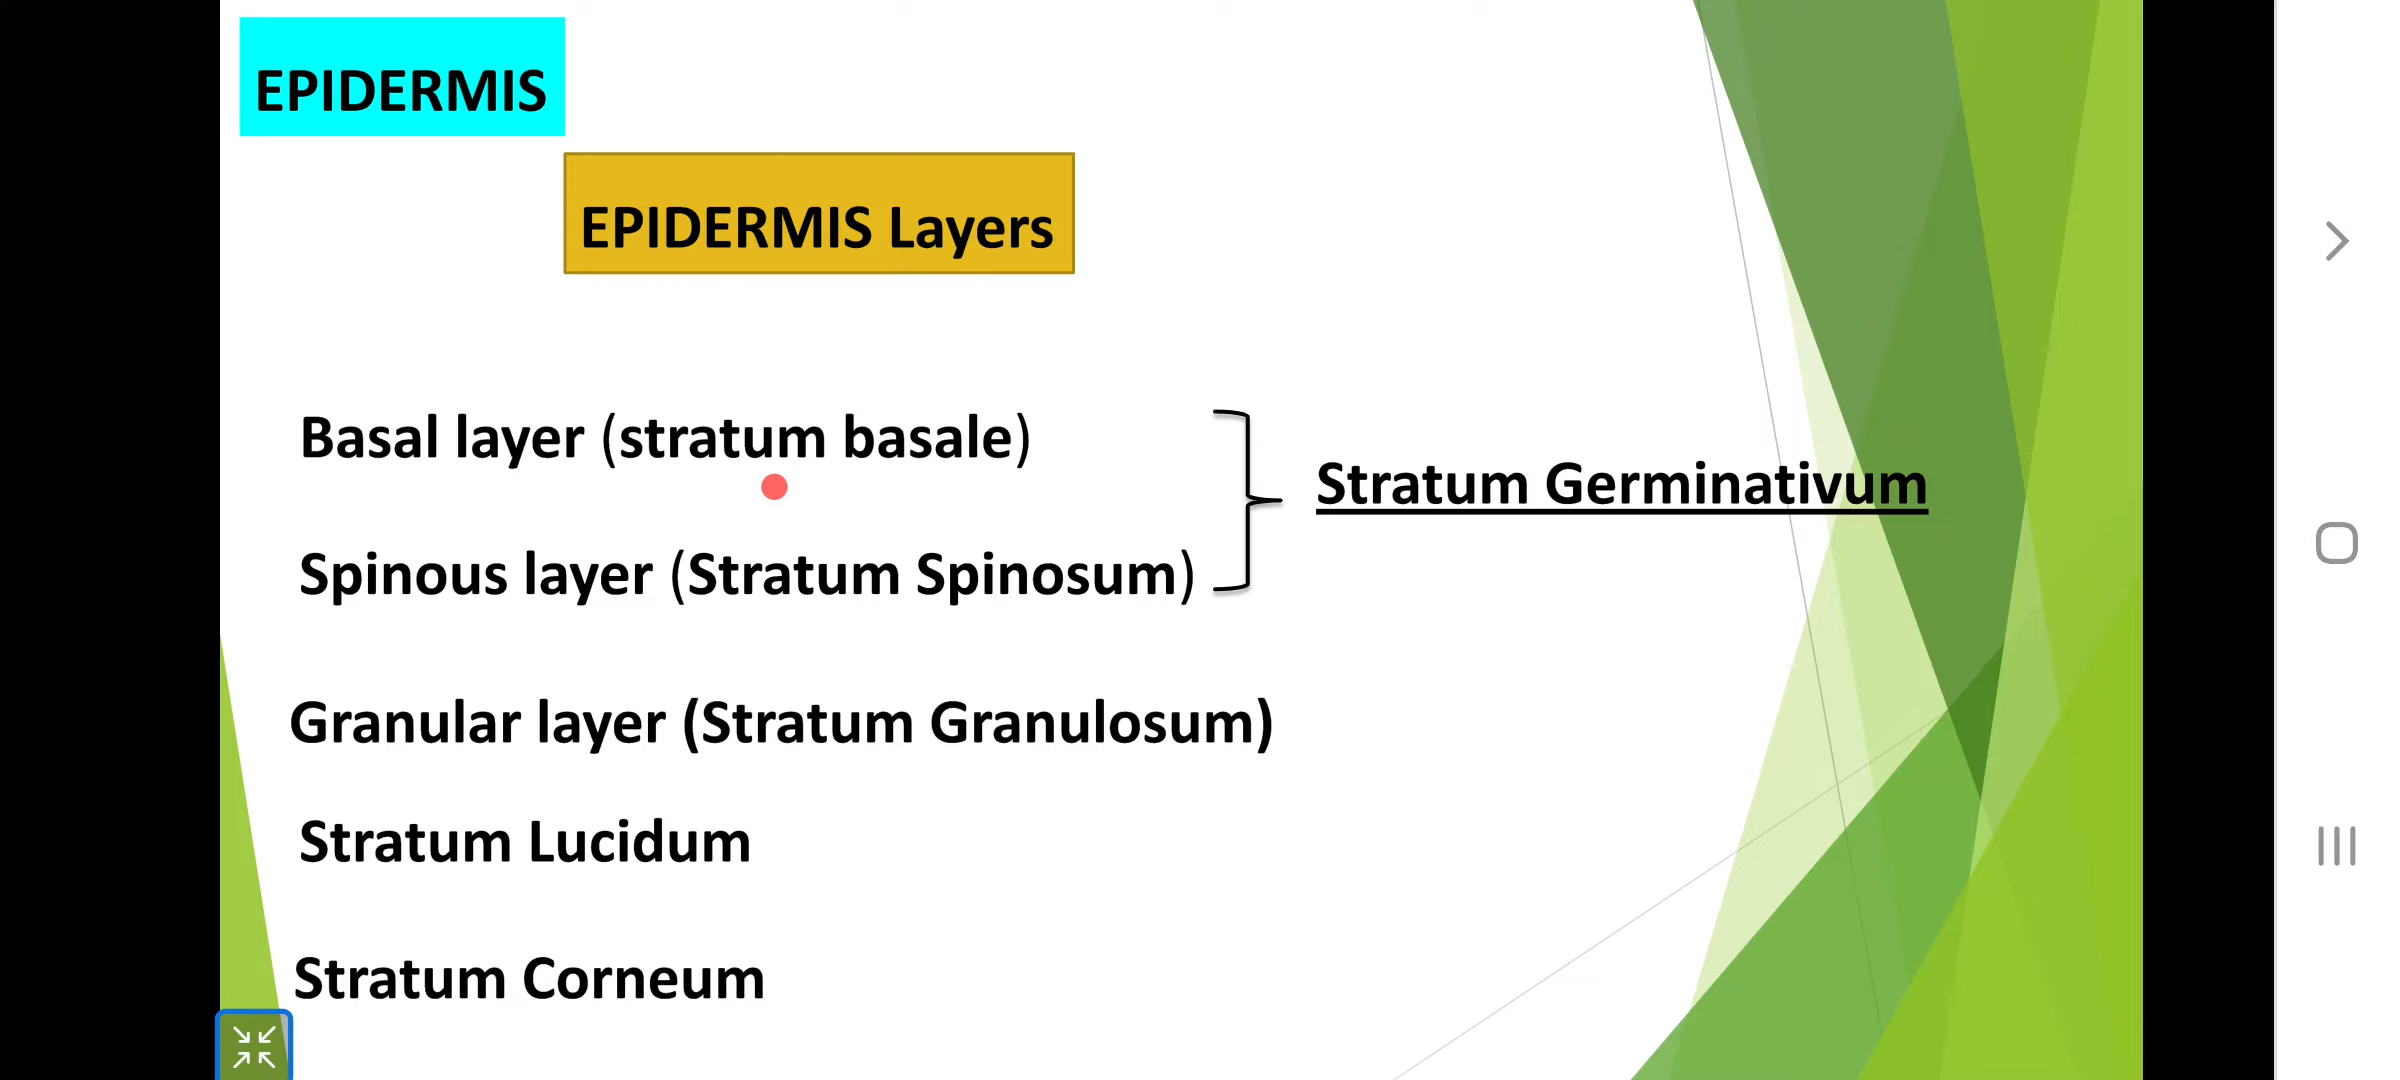 EPIDERMIS
EPIDERMIS Layers
Basal layer (stratum basale)
Stratum Germinativum
Spinous layer (Stratum Spinosum)
Granular layer (Stratum Granulosum)
Stratum Lucidum
Stratum Corneum